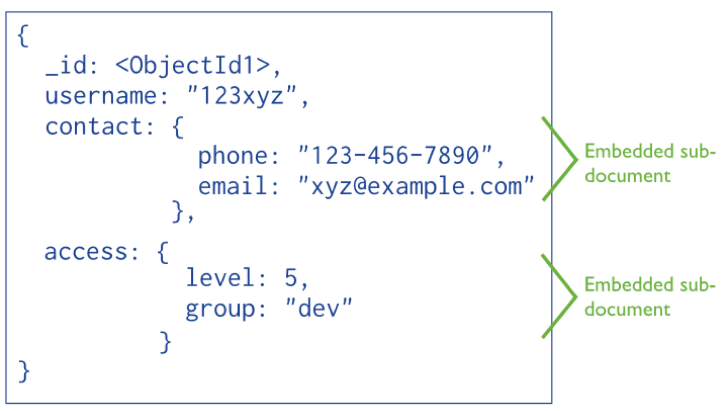 {
_id: <ObjectId1>,
username: "123xyz",
contact: {
phone: "123-456-7890",
email: "xyz@example.com"
},
Embedded sub-
document
access: {
level: 5,
group: "dev"
}
Embedded sub-
document
}